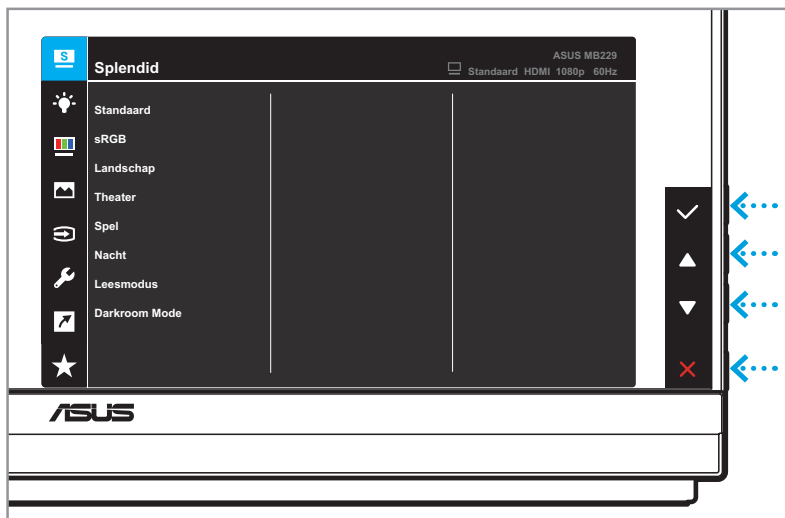 S
Splendid
ASUS MB229
Standaard HDMI 1080p 60Hz
Standaard
sRGB
Landschap
Theater
Spel
Nacht
Leesmodus
Darkroom Mode
ASUS